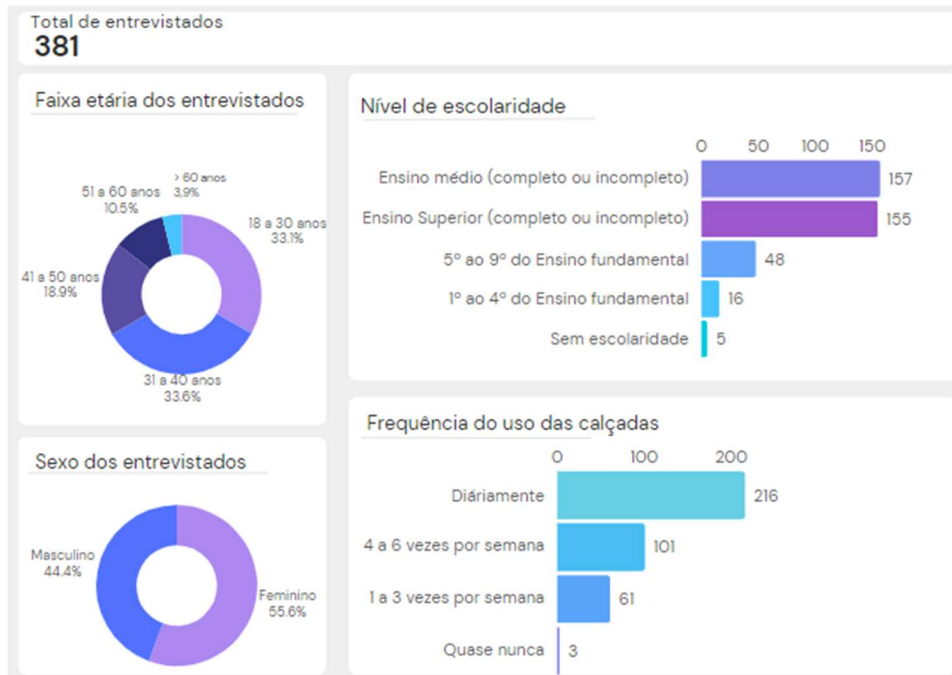 Total de entrevistados
381
Faixa etária dos entrevistados
> 60 anos
3,9%
51 a 60 anos
10.5%
18 a 30 anos
33.1%
41 a 50 anos
18.9%
31 a 40 anos
33.6%
Nível de escolaridade
0 50 100 150
Ensino médio (completo ou incompleto) 157
Ensino Superior (completo ou incompleto) 155
5º ao 9º do Ensino fundamental 48
1º ao 4º do Ensino fundamental 16
Sem escolaridade 5
Sexo dos entrevistados
Masculino
44.4%
Feminino
55.6%
Frequência do uso das calçadas
0 100 200
Diáriamente 216
4 a 6 vezes por semana 101
1 a 3 vezes por semana 61
Quase nunca 3